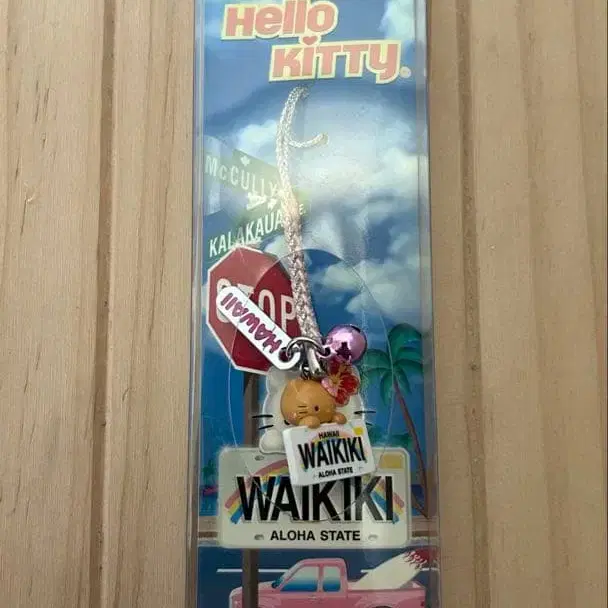 Hello
Kitty®
McCULLY
KALAKAUA
STOP
HAWAII
HAWAII
WAIKIKI
ALOHA STATE
WAIKIKI
ALOHA STATE